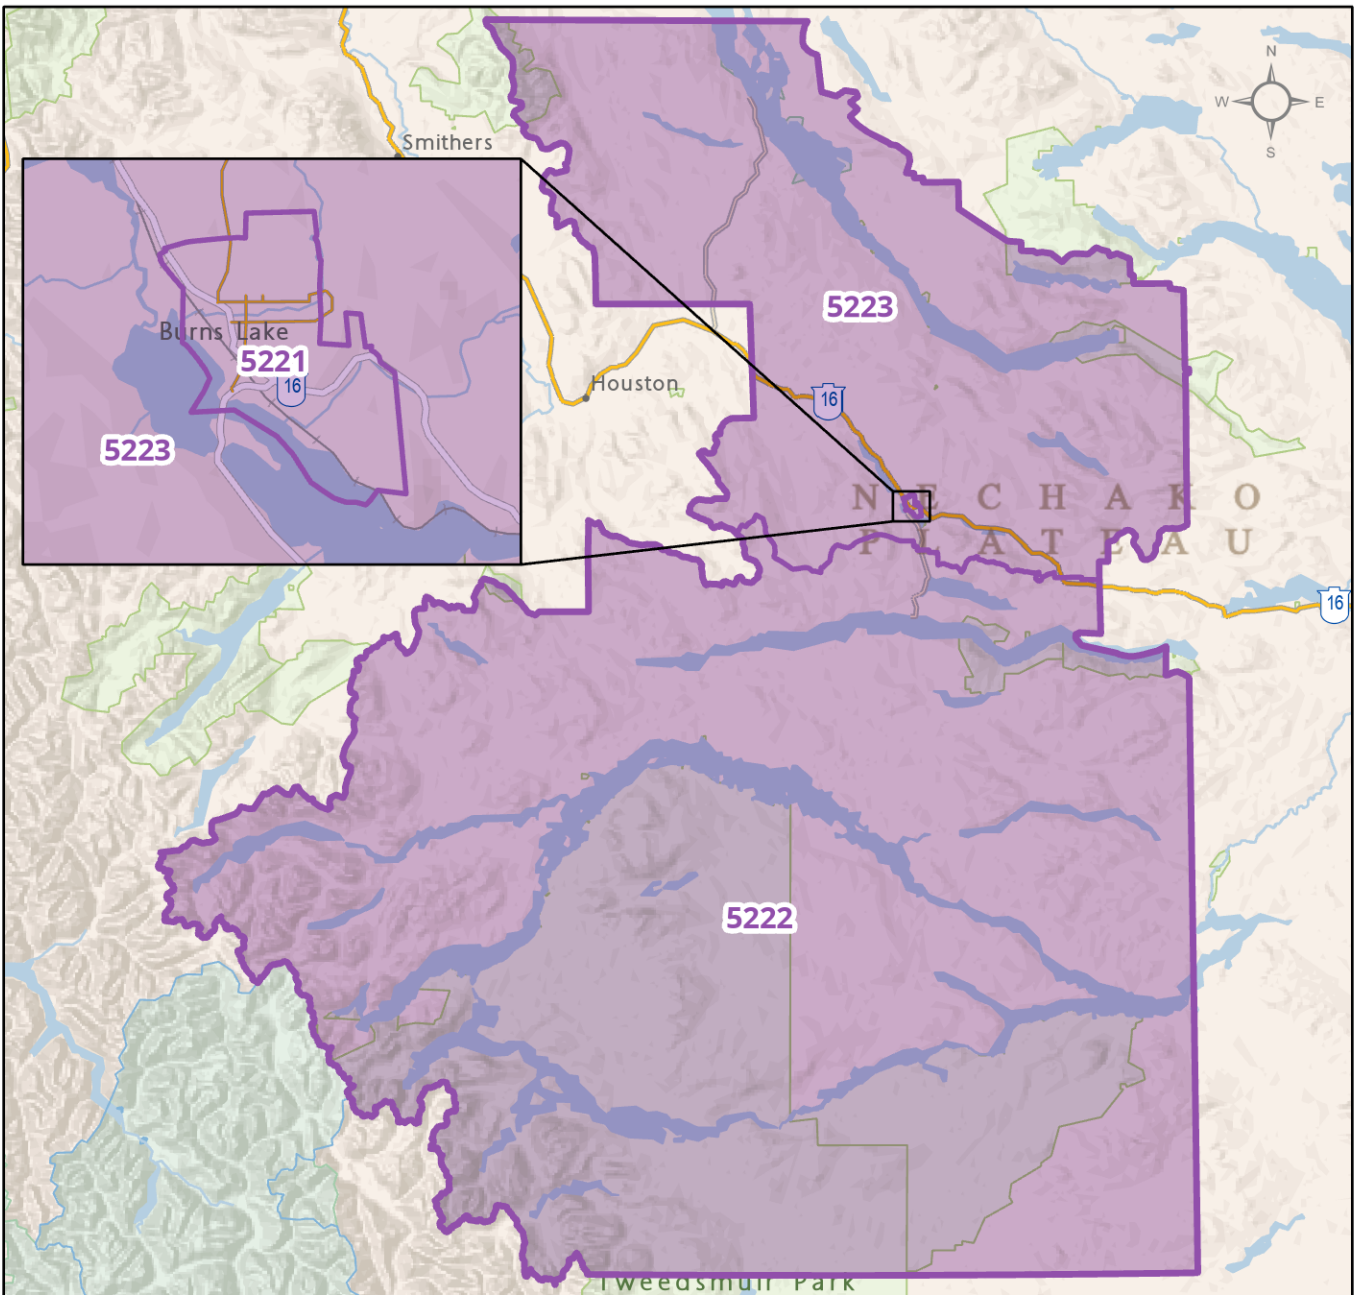 N
W E
S
Smithers
Burns Lake
5221
16
5223
5223
Houston
16
NECHAKO
PLATEAU
16
5222
Tweedsmuir Park